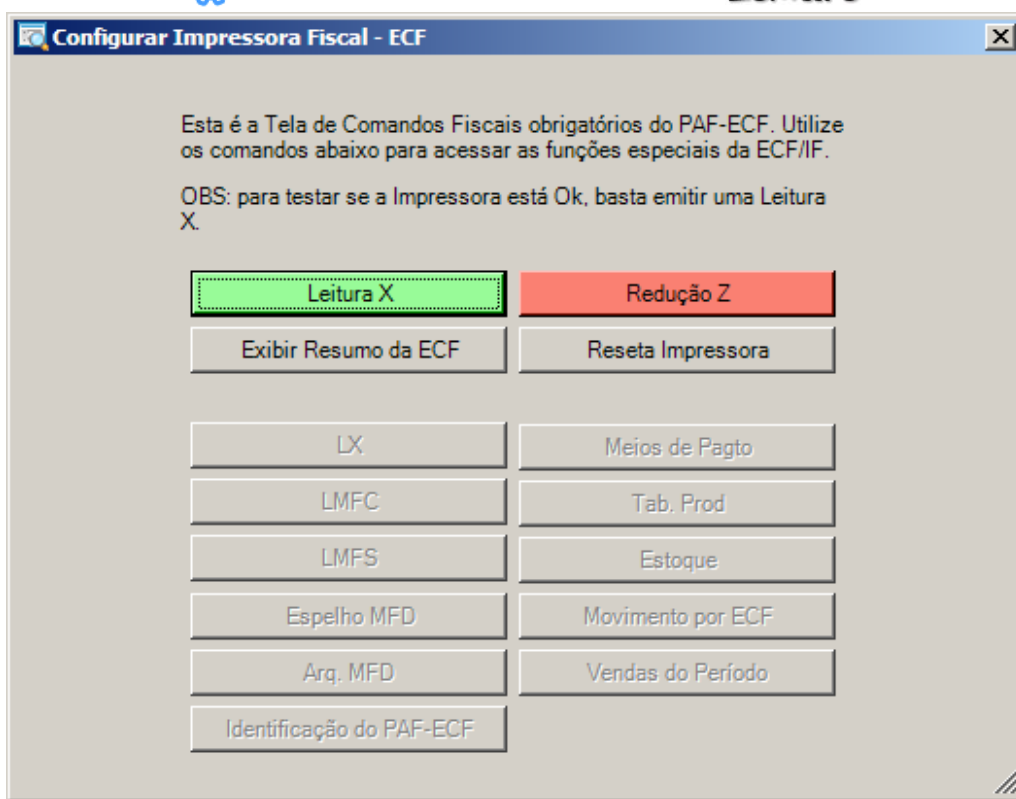 Configurar Impressora Fiscal - ECF
Esta é a Tela de Comandos Fiscais obrigatórios do PAF-ECF. Utilize
os comandos abaixo para acessar as funções especiais da ECF/IF.
OBS: para testar se a Impressora está Ok, basta emitir uma Leitura
X.
Leitura X
Redução Z
Exibir Resumo da ECF
Reseta Impressora
LX
Meios de Pagto
LMFC
Tab. Prod
LMFS
Estoque
Espelho MFD
Movimento por ECF
Arq. MFD
Vendas do Período
Identificação do PAF-ECF